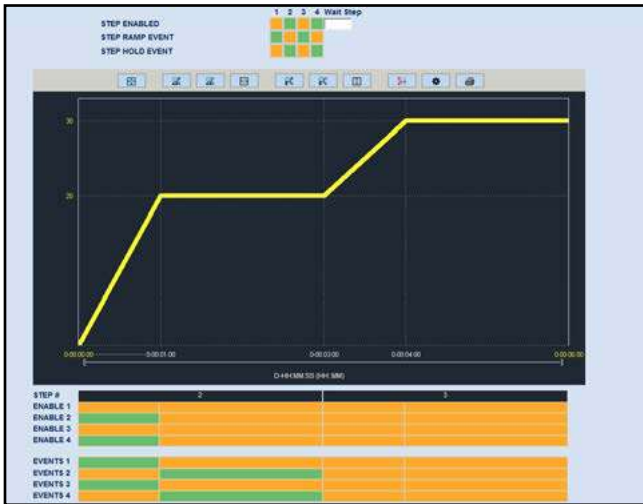 1 2 3 4 Wait Step
STEP ENABLED
STEP RAMP EVENT
STEP HOLD EVENT
30
20
0-00:00:00 0-00:01:00 0-00:03:00 0-00:04:00 0-00:00:00
D-HH:MM:SS (HH: MM)
STEP # 2 3
ENABLE 1
ENABLE 2
ENABLE 3
ENABLE 4
EVENTS 1
EVENTS 2
EVENTS 3
EVENTS 4